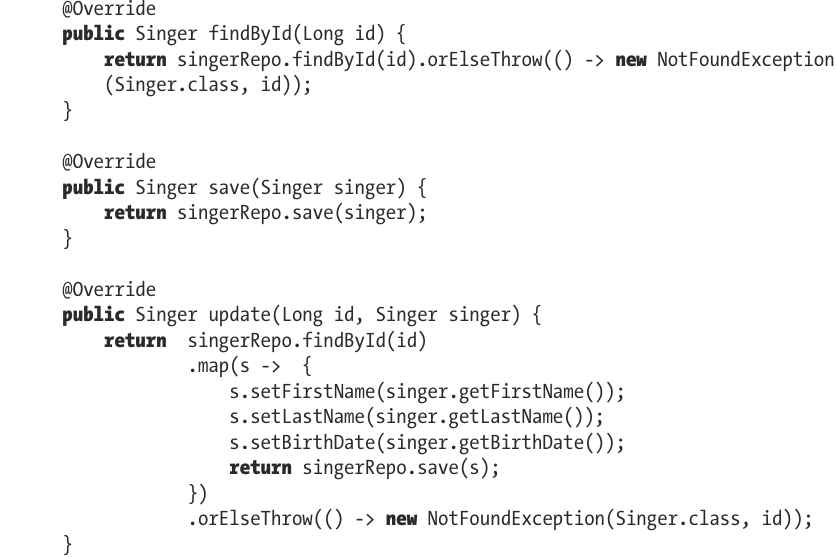 @Override
public Singer findById(Long id) {
    return singerRepo.findById(id).orElseThrow(() -> new NotFoundException
    (Singer.class, id));
}

@Override
public Singer save(Singer singer) {
    return singerRepo.save(singer);
}

@Override
public Singer update(Long id, Singer singer) {
    return  singerRepo.findById(id)
            .map(s ->  {
                s.setFirstName(singer.getFirstName());
                s.setLastName(singer.getLastName());
                s.setBirthDate(singer.getBirthDate());
                return singerRepo.save(s);
            })
            .orElseThrow(() -> new NotFoundException(Singer.class, id));
}